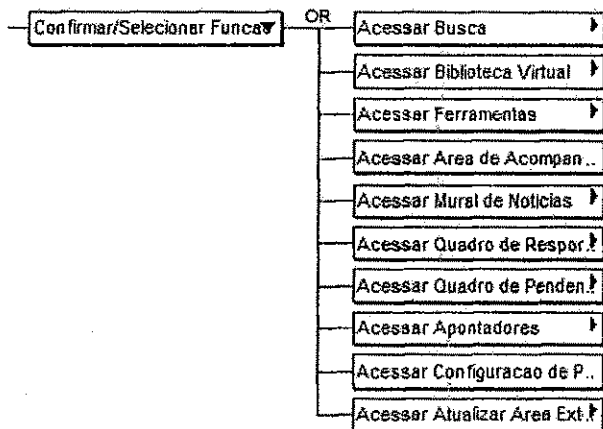 Confirmar/Selecionar Funcao
OR
Acessar Busca
Acessar Biblioteca Virtual
Acessar Ferramentas
Acessar Area de Acompan..
Acessar Mural de Noticias
Acessar Quadro de Respor..
Acessar Quadro de Penden..
Acessar Apontadores
Acessar Configuracao de P..
Acessar Atualizar Area Ext..